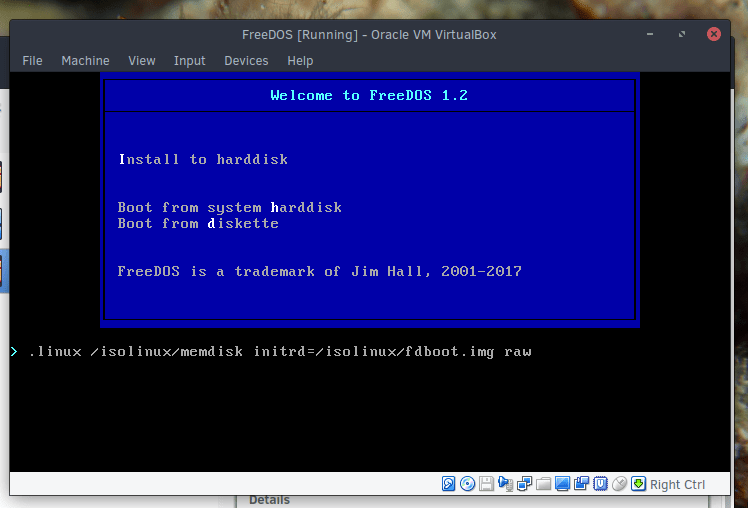 FreeDOS [Running] - Oracle VM VirtualBox
File Machine View Input Devices Help
Welcome to FreeDOS 1.2
Install to harddisk
Boot from system harddisk
Boot from diskette
FreeDOS is a trademark of Jim Hall, 2001-2017
> .linux /isolinux/memdisk initrd=/isolinux/fdboot.img raw
Right Ctrl
Details